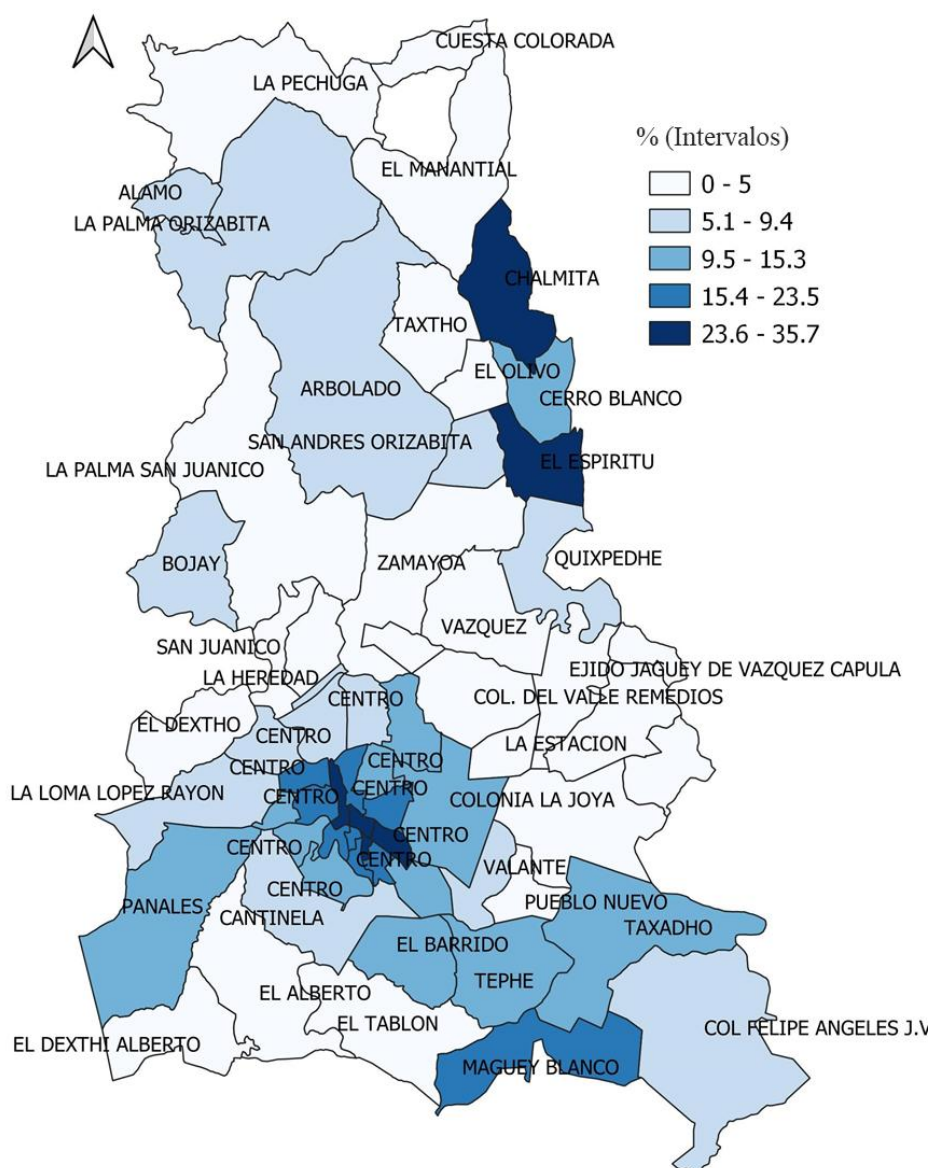 CUESTA COLORADA
LA PECHUGA
% (Intervalos)
0 - 5
5.1 - 9.4
9.5 - 15.3
15.4 - 23.5
23.6 - 35.7
EL MANANTIAL
ALAMO
LA PALMA ORIZABITA
CHALMITA
TAXTHO
EL OLIVO
ARBOLADO
CERRO BLANCO
SAN ANDRES ORIZABITA
EL ESPIRITU
LA PALMA SAN JUANICO
BOJAY
ZAMAYOA
QUIXPEDHE
VAZQUEZ
SAN JUANICO
EJIDO JAGUEY DE VAZQUEZ CAPULA
LA HEREDAD
CENTRO
COL. DEL VALLE REMEDIOS
EL DEXTHO
CENTRO
LA ESTACION
CENTRO
CENTRO
LA LOMA LOPEZ RAYON
CENTRO
CENTRO
COLONIA LA JOYA
CENTRO
CENTRO
CENTRO
VALANTE
CENTRO
PANALES
CANTINELA
PUEBLO NUEVO
TAXADHO
EL BARRIDO
TEPHE
EL ALBERTO
EL TABLON
COL FELIPE ANGELES J.V
EL DEXTHI ALBERTO
MAGUEY BLANCO